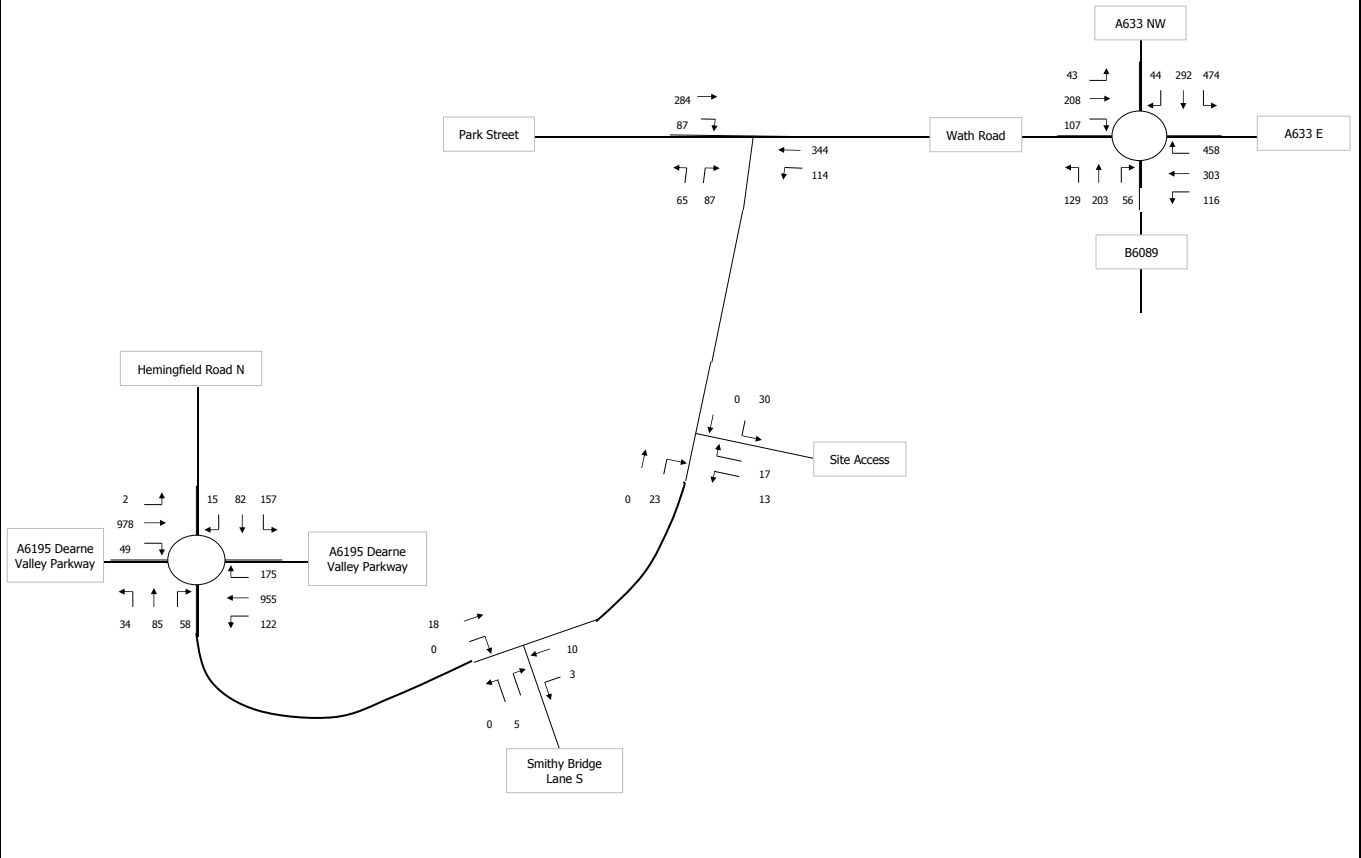 A633 NW
43
44 292 474
284
208
87
107
Park Street
Wath Road
A633 E
344
458
114
303
65 87
129 203 56
116
B6089
Hemingfield Road N
0 30
Site Access
17
0 23
13
2
15 82 157
978
49
A6195 Dearne
Valley Parkway
A6195 Dearne
Valley Parkway
175
955
34 85 58
122
18
0
10
3
0 5
Smithy Bridge
Lane S